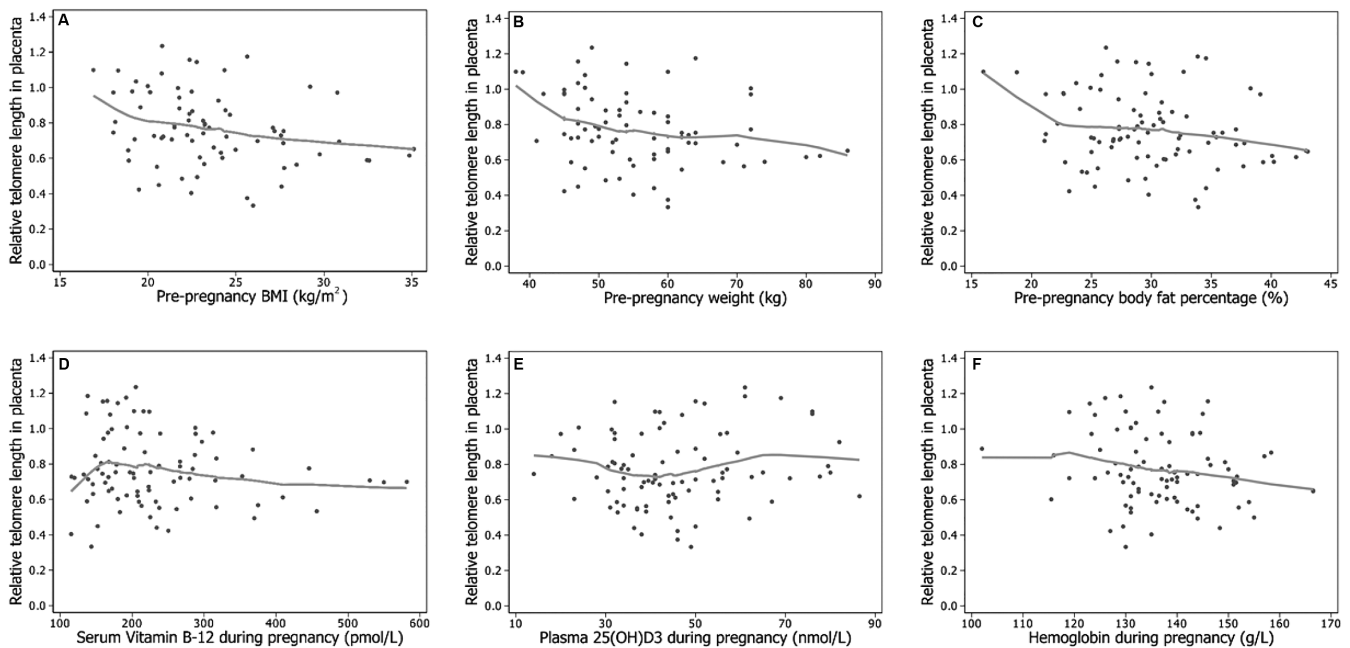 A
Relative telomere length in placenta
1.4
1.2
1.0
0.8
0.6
0.4
0.2
0.0
15 20 25 30 35
Pre-pregnancy BMI (kg/m²)
B
Relative telomere length in placenta
1.4
1.2
1.0
0.8
0.6
0.4
0.2
0.0
40 50 60 70 80 90
Pre-pregnancy weight (kg)
C
Relative telomere length in placenta
1.4
1.2
1.0
0.8
0.6
0.4
0.2
0.0
15 20 25 30 35 40 45
Pre-pregnancy body fat percentage (%)
D
Relative telomere length in placenta
1.4
1.2
1.0
0.8
0.6
0.4
0.2
0.0
100 200 300 400 500 600
Serum Vitamin B-12 during pregnancy (pmol/L)
E
Relative telomere length in placenta
1.4
1.2
1.0
0.8
0.6
0.4
0.2
0.0
10 30 50 70 90
Plasma 25(OH)D3 during pregnancy (nmol/L)
F
Relative telomere length in placenta
1.4
1.2
1.0
0.8
0.6
0.4
0.2
0.0
100 110 120 130 140 150 160 170
Hemoglobin during pregnancy (g/L)